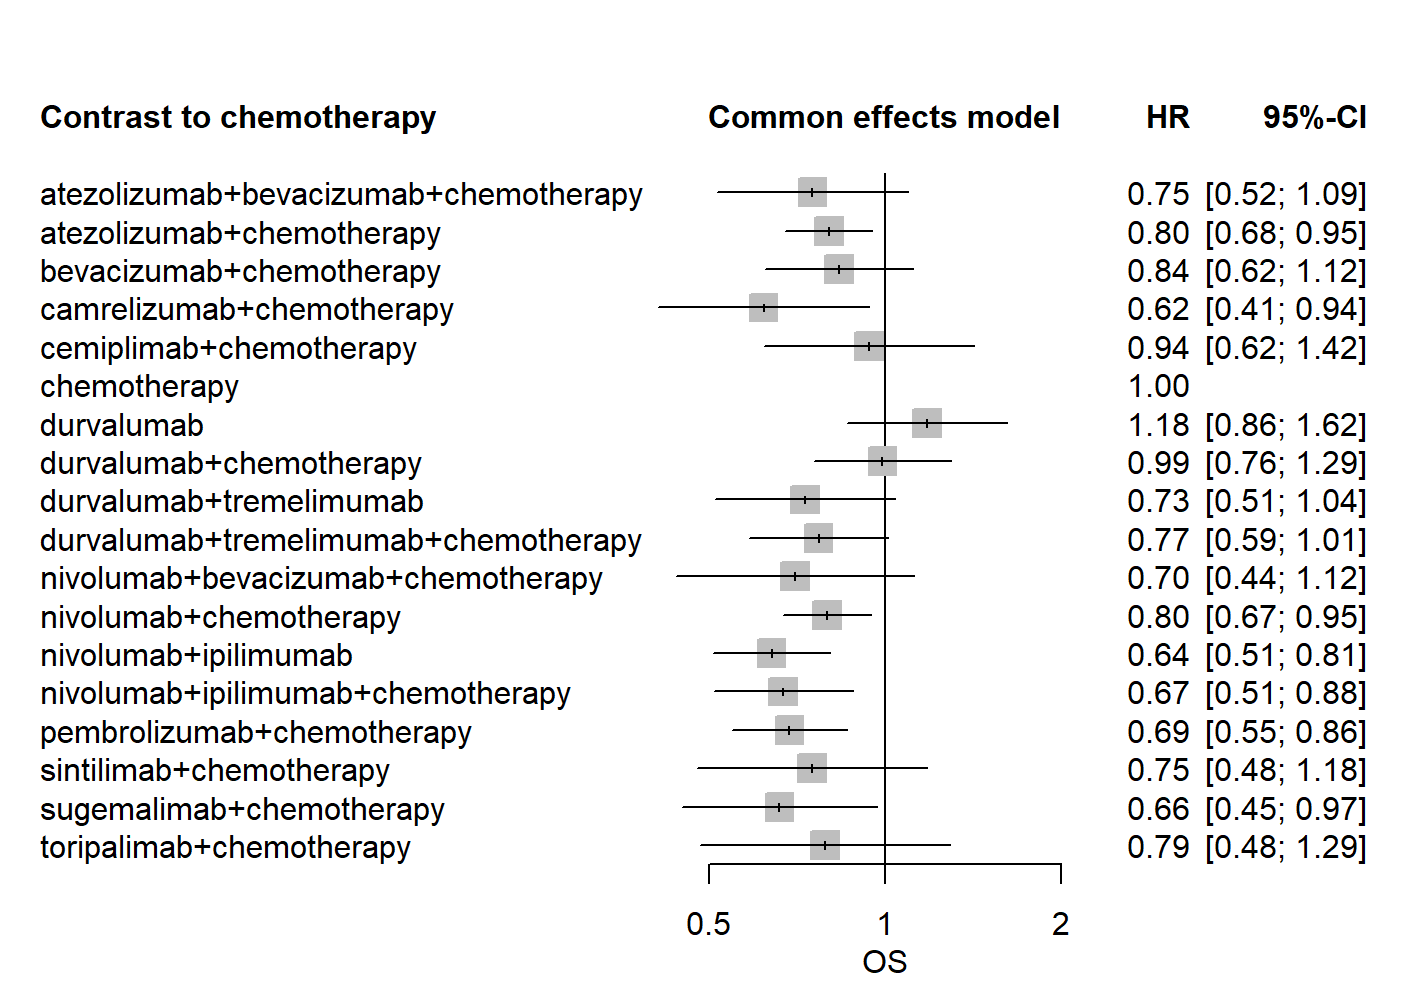 Contrast to chemotherapy Common effects model HR 95%-CI
atezolizumab+bevacizumab+chemotherapy 0.75 [0.52; 1.09]
atezolizumab+chemotherapy 0.80 [0.68; 0.95]
bevacizumab+chemotherapy 0.84 [0.62; 1.12]
camrelizumab+chemotherapy 0.62 [0.41; 0.94]
cemiplimab+chemotherapy 0.94 [0.62; 1.42]
chemotherapy 1.00
durvalumab 1.18 [0.86; 1.62]
durvalumab+chemotherapy 0.99 [0.76; 1.29]
durvalumab+tremelimumab 0.73 [0.51; 1.04]
durvalumab+tremelimumab+chemotherapy 0.77 [0.59; 1.01]
nivolumab+bevacizumab+chemotherapy 0.70 [0.44; 1.12]
nivolumab+chemotherapy 0.80 [0.67; 0.95]
nivolumab+ipilimumab 0.64 [0.51; 0.81]
nivolumab+ipilimumab+chemotherapy 0.67 [0.51; 0.88]
pembrolizumab+chemotherapy 0.69 [0.55; 0.86]
sintilimab+chemotherapy 0.75 [0.48; 1.18]
sugemalimab+chemotherapy 0.66 [0.45; 0.97]
toripalimab+chemotherapy 0.79 [0.48; 1.29]
0.5 1 2
OS